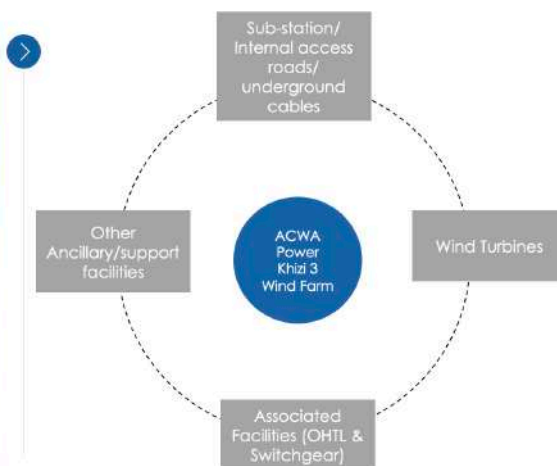 Sub-station/
Internal access
roads/
underground
cables
Other
Ancillary/support
facilities
ACWA
Power
Khizi 3
Wind Farm
Wind Turbines
Associated
Facilities (OHTL &
Switchgear)